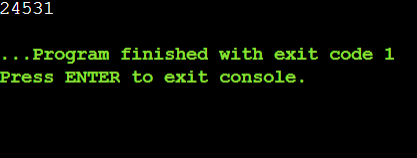 24531
...Program finished with exit code 1
Press ENTER to exit console.